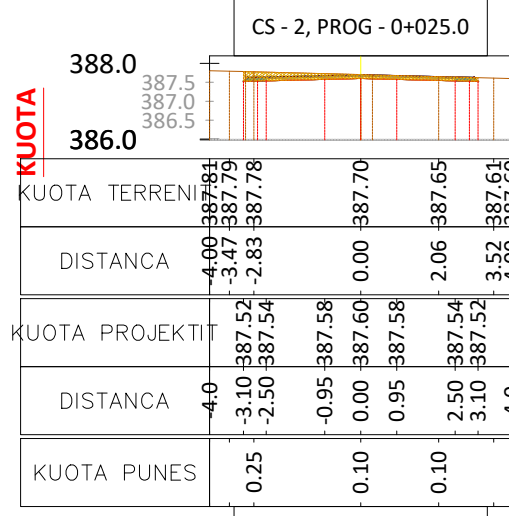 CS - 2, PROG - 0+025.0
KUOTA
388.0
387.5
387.0
386.5
386.0
KUOTA TERRENIT 387.81 387.79 387.78 387.70 387.65 387.61
DISTANCA -4.00 -3.47 -2.83 0.00 2.06 3.52
KUOTA PROJEKTIT 387.52 387.54 387.58 387.60 387.58 387.54 387.52
DISTANCA -4.0 -3.10 -2.50 -0.95 0.00 0.95 2.50 3.10
KUOTA PUNES 0.25 0.10 0.10